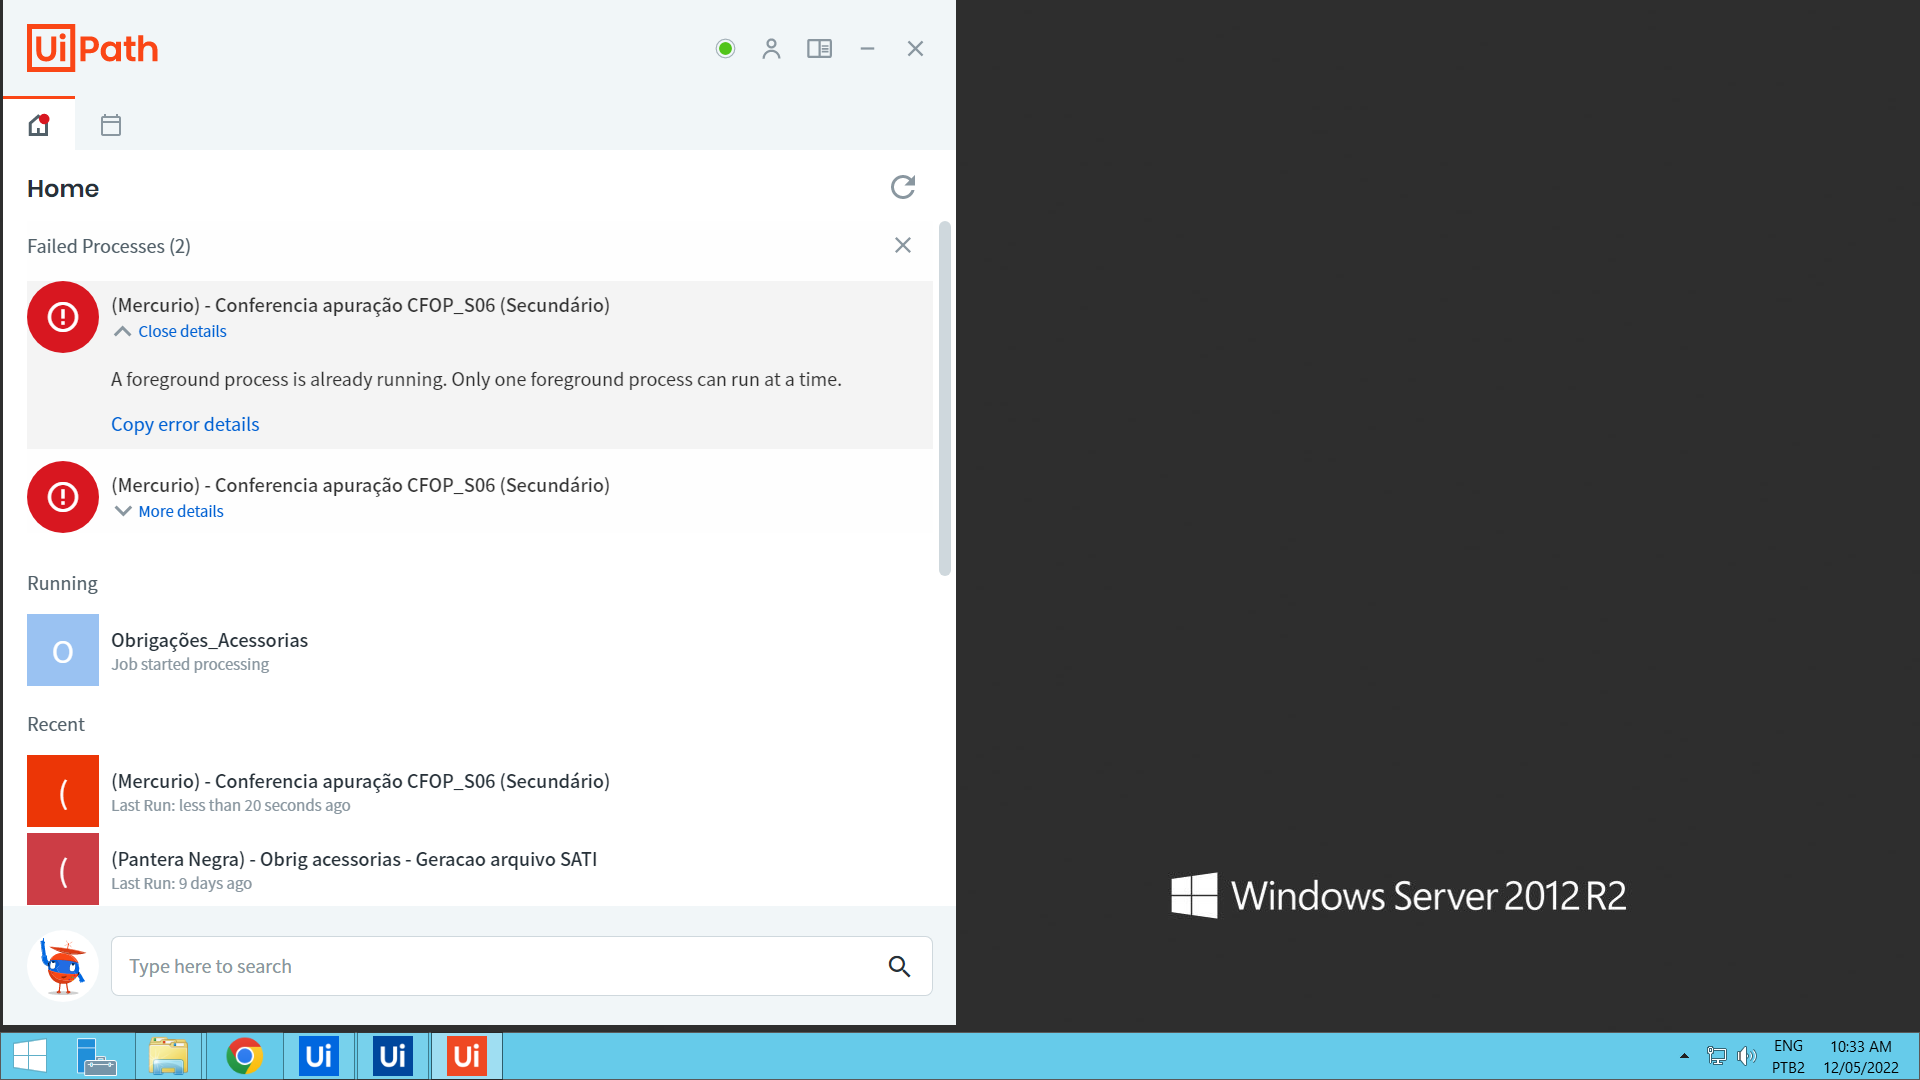 UiPath
Home
Failed Processes (2)
(Mercurio) - Conferencia apuração CFOP_S06 (Secundário)
Close details
A foreground process is already running. Only one foreground process can run at a time.
Copy error details
(Mercurio) - Conferencia apuração CFOP_S06 (Secundário)
More details
Running
O
Obrigações_Acessorias
Job started processing
Recent
(
(Mercurio) - Conferencia apuração CFOP_S06 (Secundário)
Last Run: less than 20 seconds ago
(
(Pantera Negra) - Obrig acessorias - Geracao arquivo SATI
Last Run: 9 days ago
Type here to search
Windows Server 2012 R2
Ui
Ui
Ui
ENG
PTB2
10:33 AM
12/05/2022